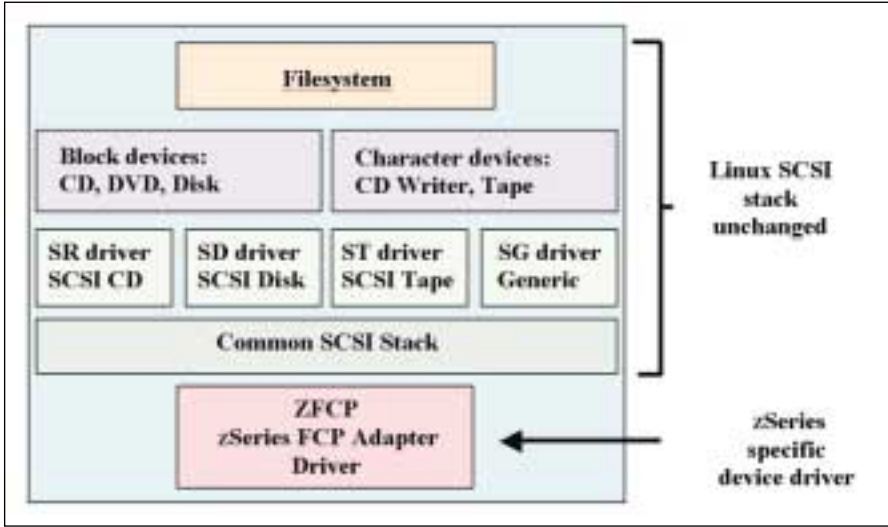 Filesystem
Block devices:
CD, DVD, Disk
Character devices:
CD Writer, Tape
SR driver
SCSI CD
SD driver
SCSI Disk
ST driver
SCSI Tape
SG driver
Generic
Common SCSI Stack
ZFCP
zSeries FCP Adapter
Driver
Linux SCSI
stack
unchanged
zSeries
specific
device driver